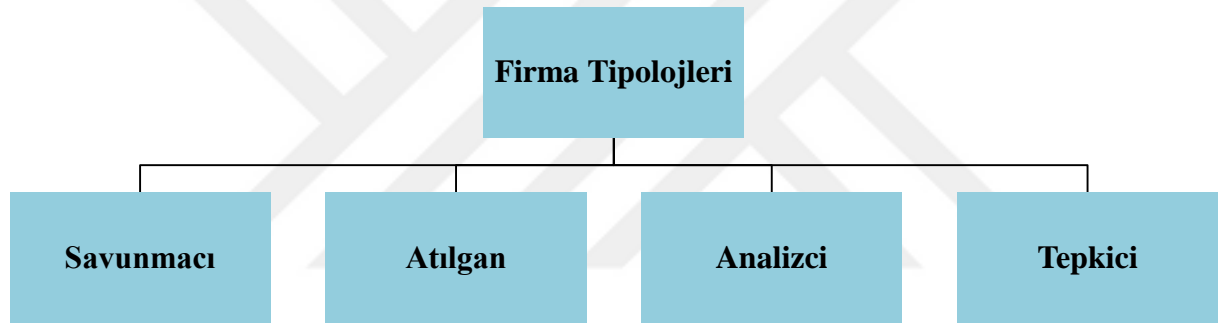 Firma Tipolojleri
Savunmacı
Atılgan
Analizci
Tepkici